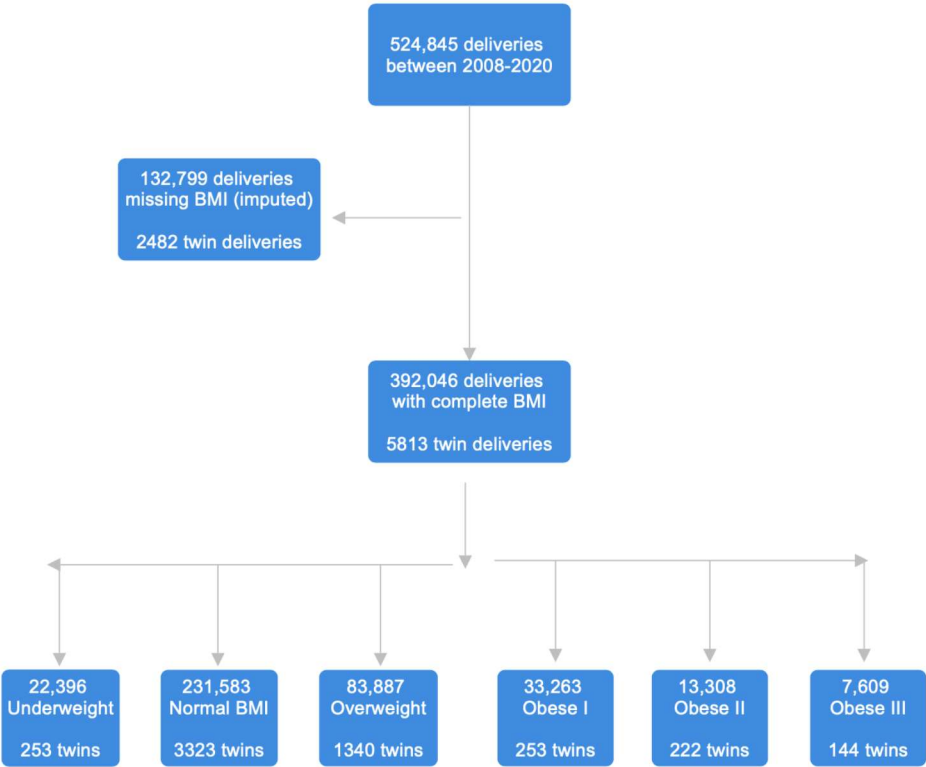 524,845 deliveries
between 2008-2020
132,799 deliveries
missing BMI (imputed)
2482 twin deliveries
392,046 deliveries
with complete BMI
5813 twin deliveries
22,396
Underweight
253 twins
231,583
Normal BMI
3323 twins
83,887
Overweight
1340 twins
33,263
Obese I
253 twins
13,308
Obese II
222 twins
7,609
Obese III
144 twins